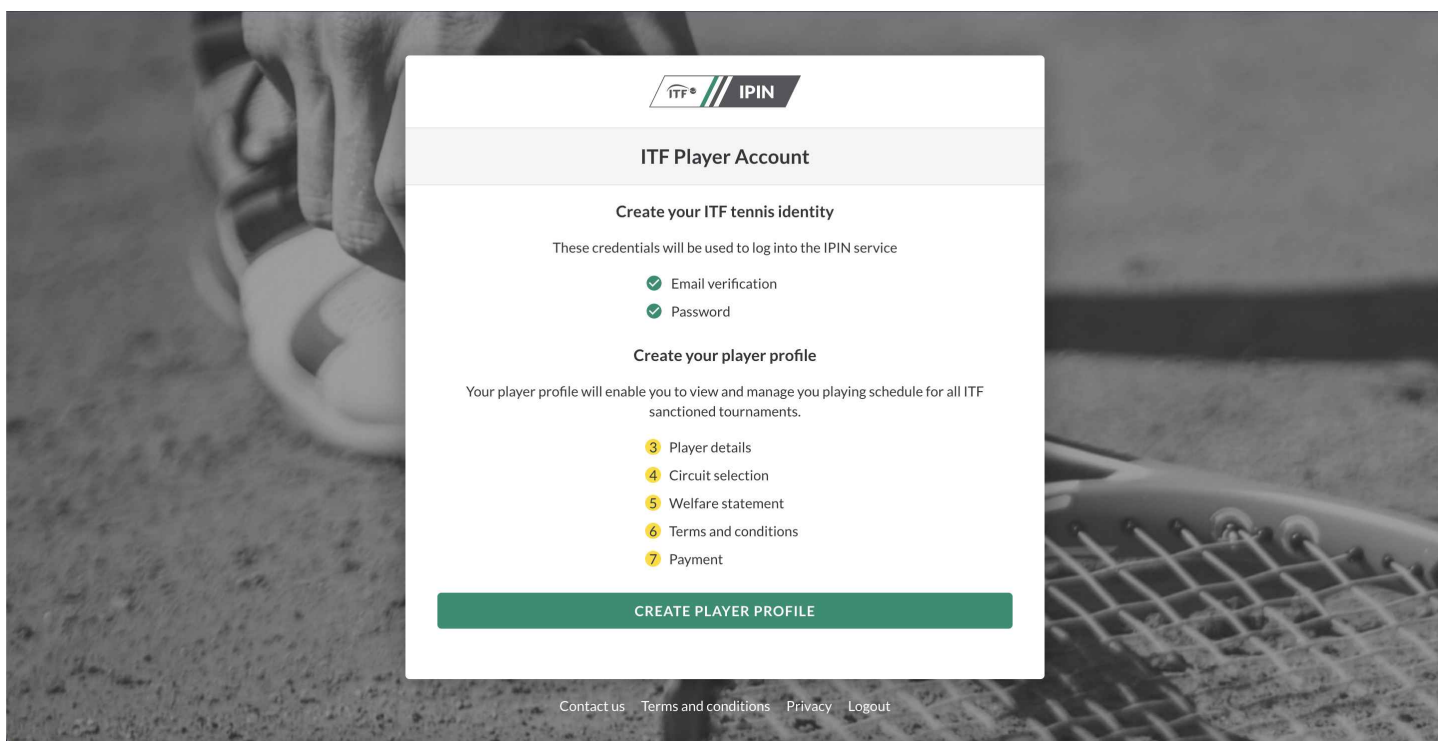 ITF® IPIN
ITF Player Account
Create your ITF tennis identity
These credentials will be used to log into the IPIN service
Email verification
Password
Create your player profile
Your player profile will enable you to view and manage you playing schedule for all ITF
sanctioned tournaments.
3 Player details
4 Circuit selection
5 Welfare statement
6 Terms and conditions
7 Payment
CREATE PLAYER PROFILE
Contact us Terms and conditions Privacy Logout